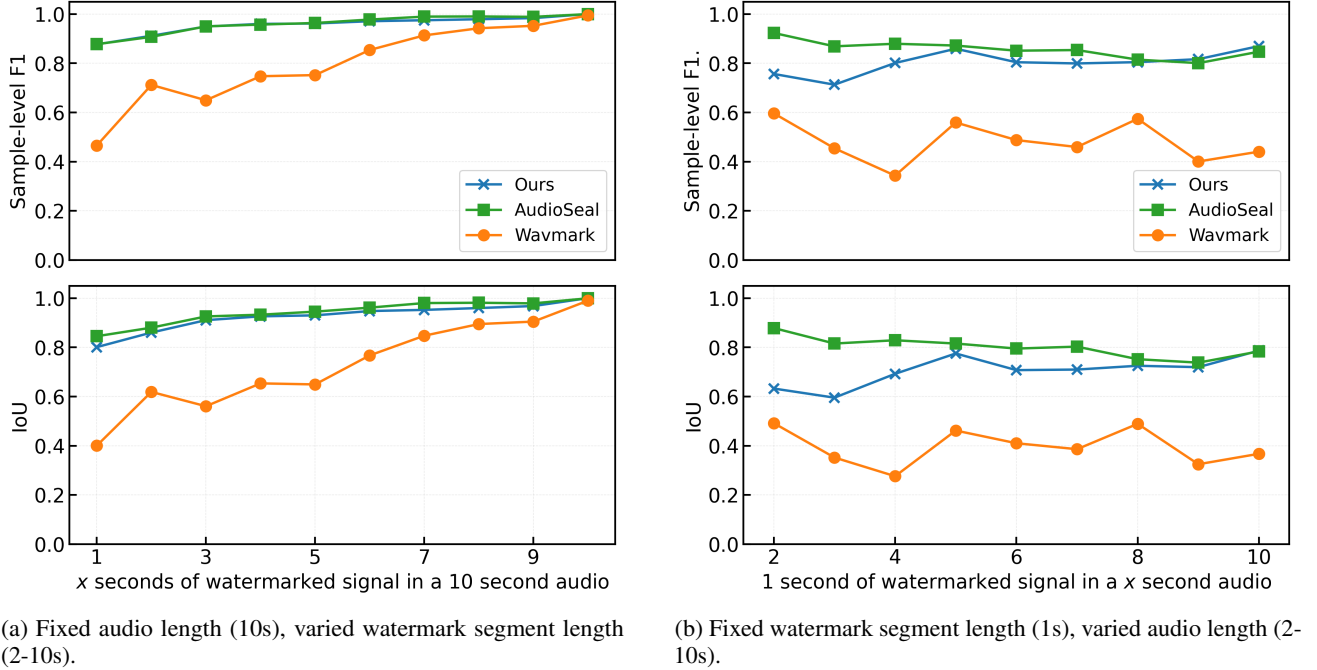 1.0
0.8
0.6
0.4
0.2
0.0
Sample-level F1
Ours
AudioSeal
Wavmark
1.0
0.8
0.6
0.4
0.2
0.0
IoU
1 3 5 7 9
x seconds of watermarked signal in a 10 second audio
(a) Fixed audio length (10s), varied watermark segment length
(2-10s).
1.0
0.8
0.6
0.4
0.2
0.0
Sample-level F1.
Ours
AudioSeal
Wavmark
1.0
0.8
0.6
0.4
0.2
0.0
IoU
2 4 6 8 10
1 second of watermarked signal in a x second audio
(b) Fixed watermark segment length (1s), varied audio length (2-
10s).